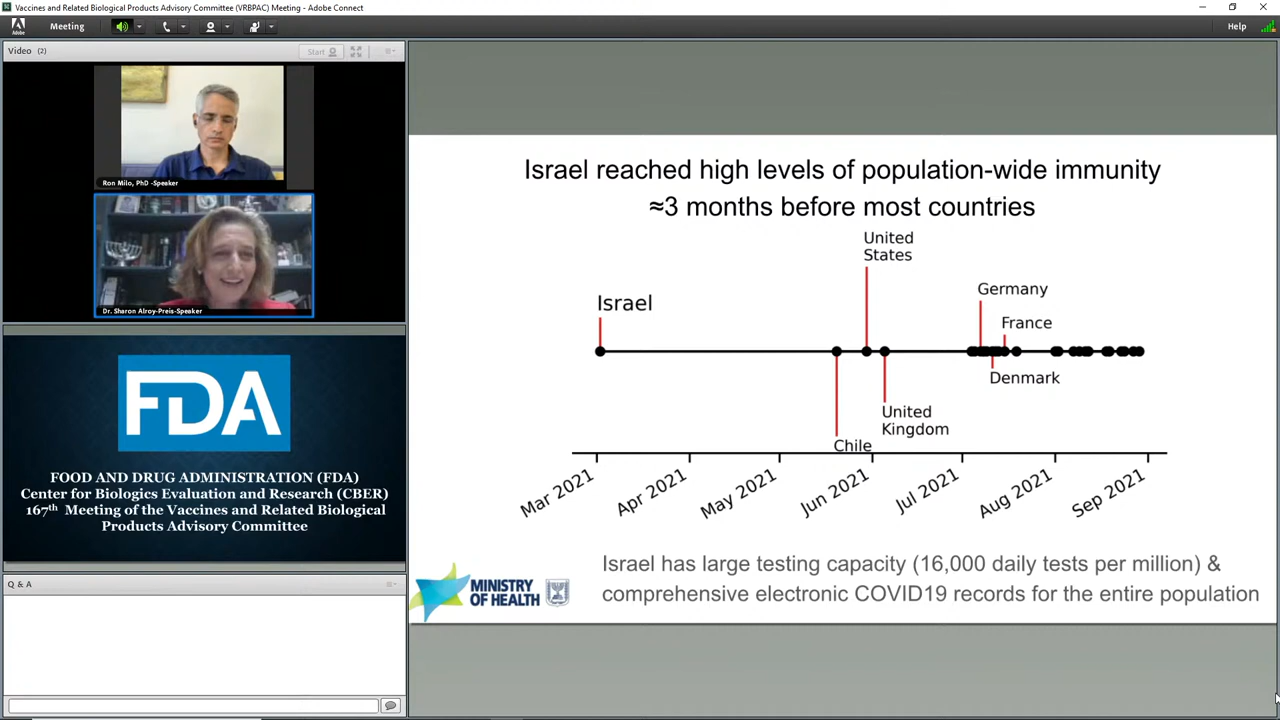 Vaccines and Related Biological Products Advisory Committee (VRBPAC) Meeting - Adobe Connect
Meeting
Help
Video (2)
Start
Ron Milo, PhD -Speaker
Dr. Sharon Alroy-Preis-Speaker
FDA
FOOD AND DRUG ADMINISTRATION (FDA)
Center for Biologics Evaluation and Research (CBER)
167th Meeting of the Vaccines and Related Biological
Products Advisory Committee
Q & A
Israel reached high levels of population-wide immunity
≈3 months before most countries
United
States
Israel
Germany
France
Denmark
United
Kingdom
Chile
Mar 2021
Apr 2021
May 2021
Jun 2021
Jul 2021
Aug 2021
Sep 2021
MINISTRY
OF HEALTH
Israel has large testing capacity (16,000 daily tests per million) &
comprehensive electronic COVID19 records for the entire population